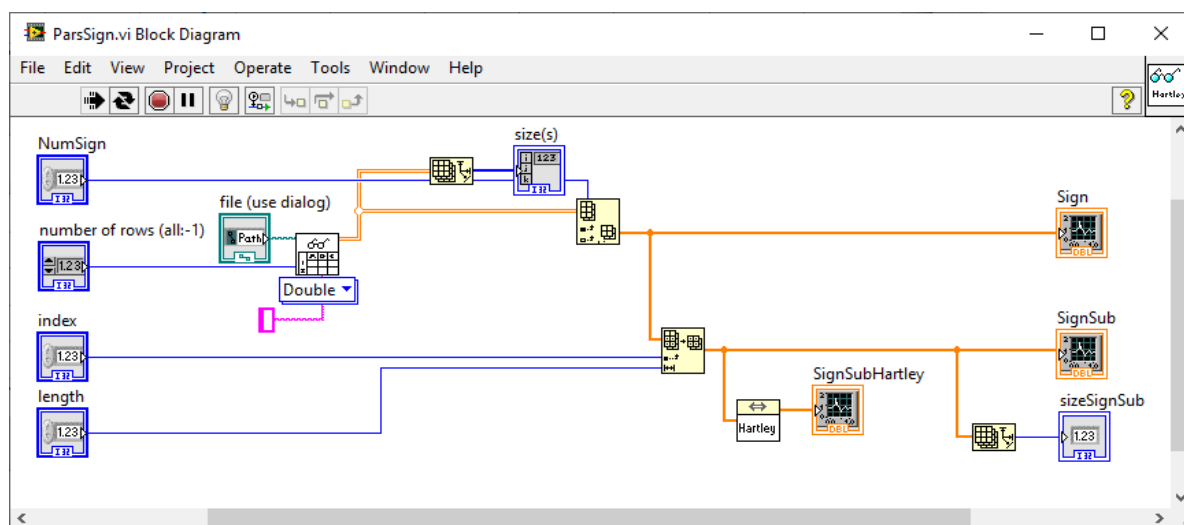 ParsSign.vi Block Diagram
File Edit View Project Operate Tools Window Help
Hartley
NumSign
1.23
I32
size(s)
i
j
k
123
I32
file (use dialog)
Path
number of rows (all:-1)
1.23
I32
Double
Sign
DBL
index
1.23
I32
length
1.23
I32
SignSub
DBL
SignSubHartley
DBL
Hartley
sizeSignSub
1.23
I32